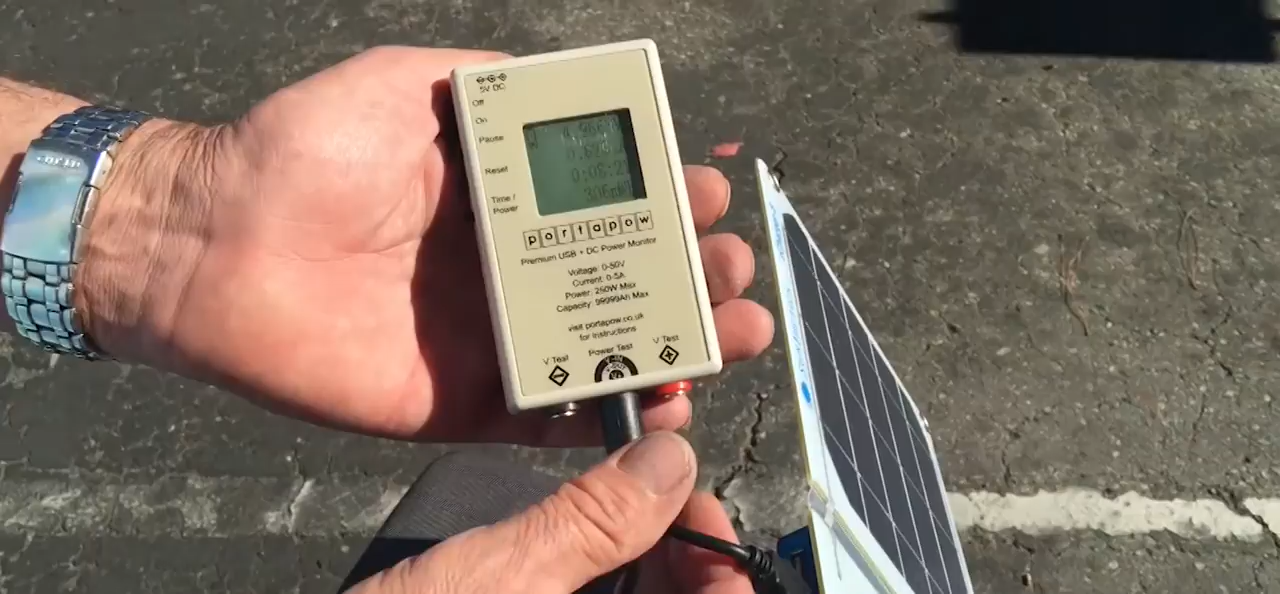 5V DC
Off
On
Pause
Reset
Time /
Power
portapow
Premium USB + DC Power Monitor
Voltage: 0-50V
Current: 0-5A
Power: 250W Max
Capacity: 99999Ah Max
visit portapow.co.uk
for instructions
V Test
Power Test
V Test